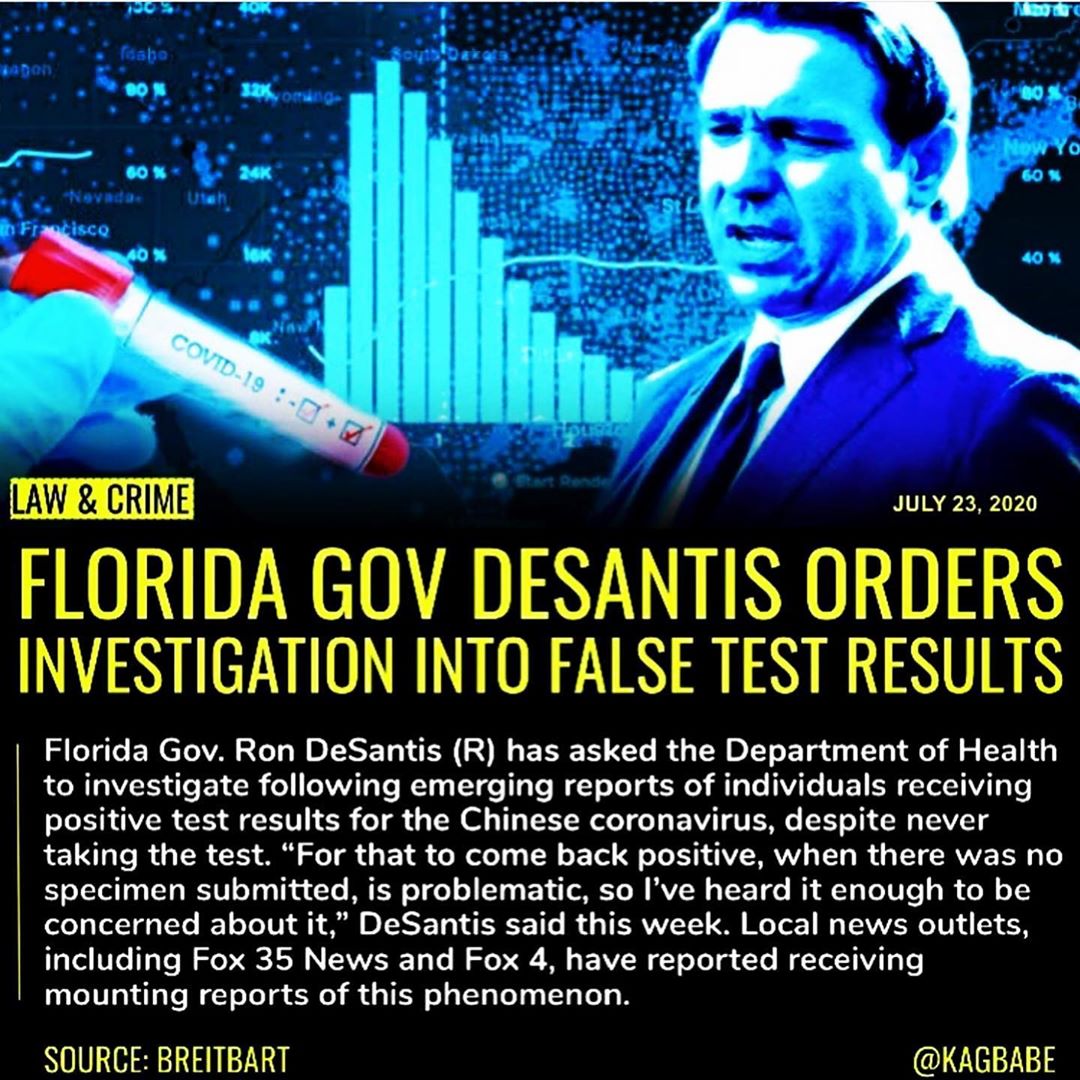 40K
Idaho
South Dakota
80 %
32K
Wyoming
80 %
New Yo
60 %
24K
60 %
Nevada
Utah
St L
n Francisco
40 %
16K
40 %
8K
COVID-19 : - +
1
2
Start Rende
LAW & CRIME
JULY 23, 2020
FLORIDA GOV DESANTIS ORDERS
INVESTIGATION INTO FALSE TEST RESULTS
Florida Gov. Ron DeSantis (R) has asked the Department of Health
to investigate following emerging reports of individuals receiving
positive test results for the Chinese coronavirus, despite never
taking the test. “For that to come back positive, when there was no
specimen submitted, is problematic, so I’ve heard it enough to be
concerned about it,” DeSantis said this week. Local news outlets,
including Fox 35 News and Fox 4, have reported receiving
mounting reports of this phenomenon.
SOURCE: BREITBART
@KAGBABE